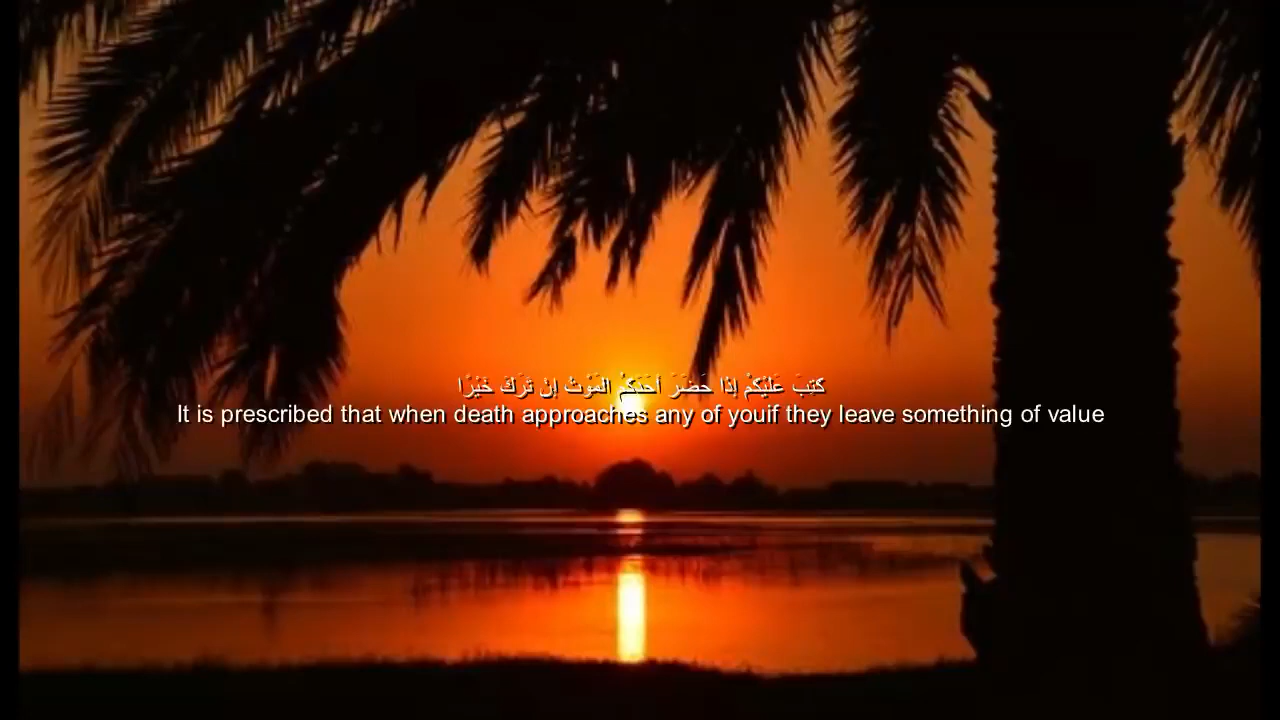 كُتِبَ عَلَيْكُمْ إِذَا حَضَرَ أَحَدَكُمُ الْمَوْتُ إِنْ تَرَكَ خَيْرًا
It is prescribed that when death approaches any of youif they leave something of value